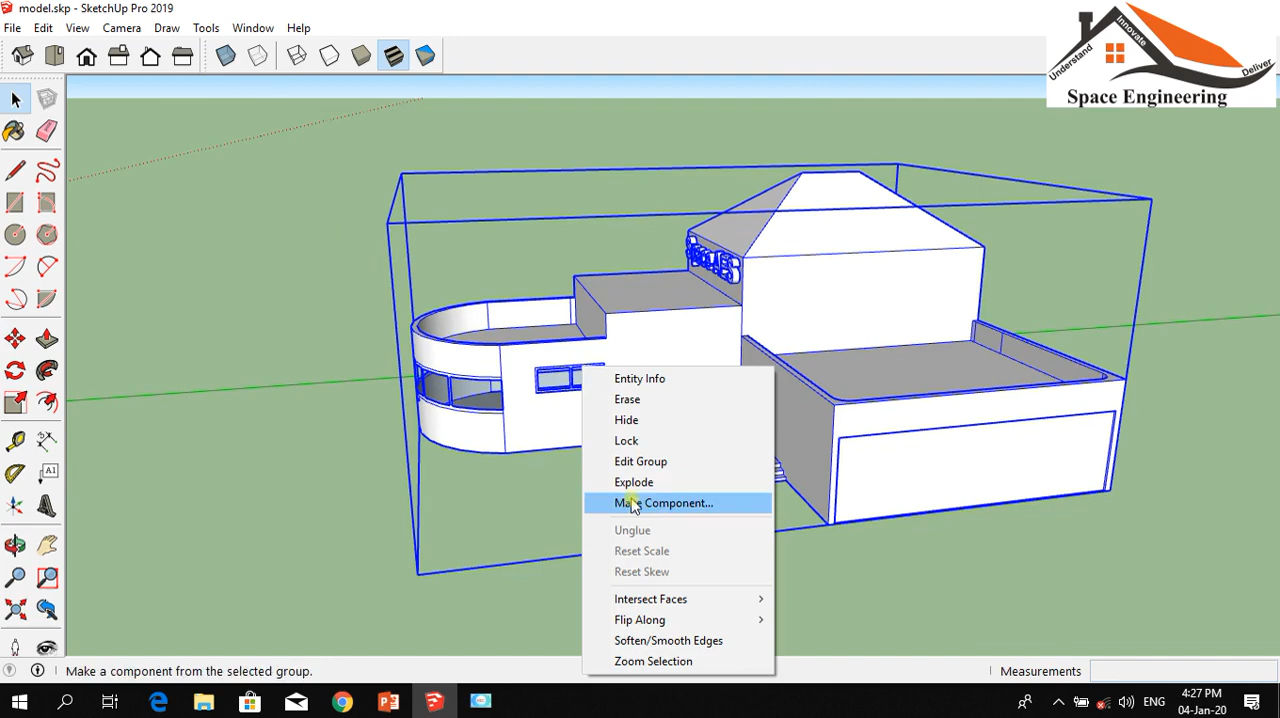 model.skp - SketchUp Pro 2019
File Edit View Camera Draw Tools Window Help
Understand
Innovate
Deliver
Space Engineering
A1
Entity Info
Erase
Hide
Lock
Edit Group
Explode
Make Component...
Unglue
Reset Scale
Reset Skew
Intersect Faces
Flip Along
Soften/Smooth Edges
Zoom Selection
Make a component from the selected group.
Measurements
ENG
4:27 PM
04-Jan-20